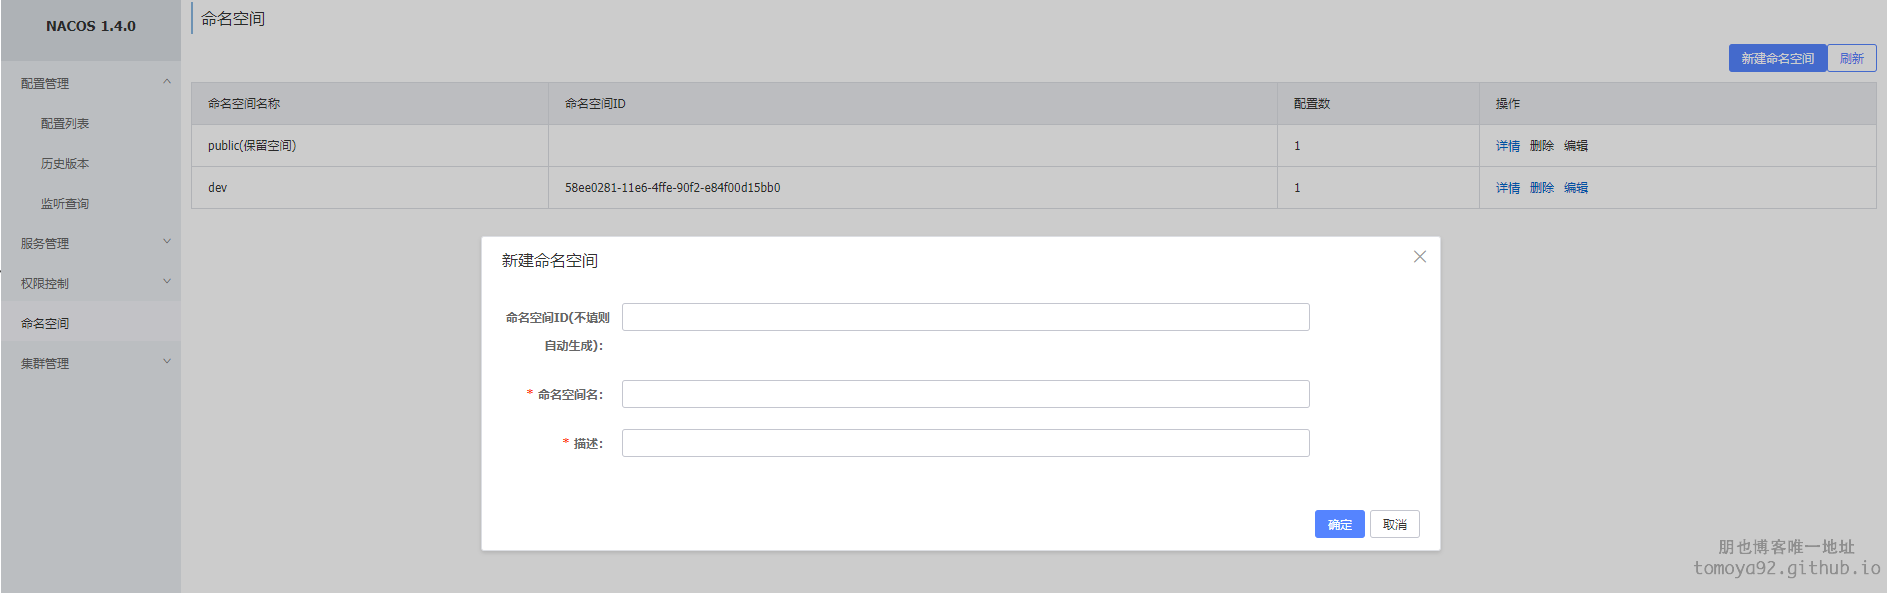 NACOS 1.4.0
配置管理
配置列表
历史版本
监听查询
服务管理
权限控制
命名空间
集群管理
命名空间
新建命名空间 刷新
命名空间名称 命名空间ID 配置数 操作
public(保留空间) 1 详情 删除 编辑
dev 58ee0281-11e6-4ffe-90f2-e84f00d15bb0 1 详情 删除 编辑
新建命名空间
命名空间ID(不填则
自动生成):
* 命名空间名:
* 描述:
确定 取消
朋也博客唯一地址
tomoya92.github.io